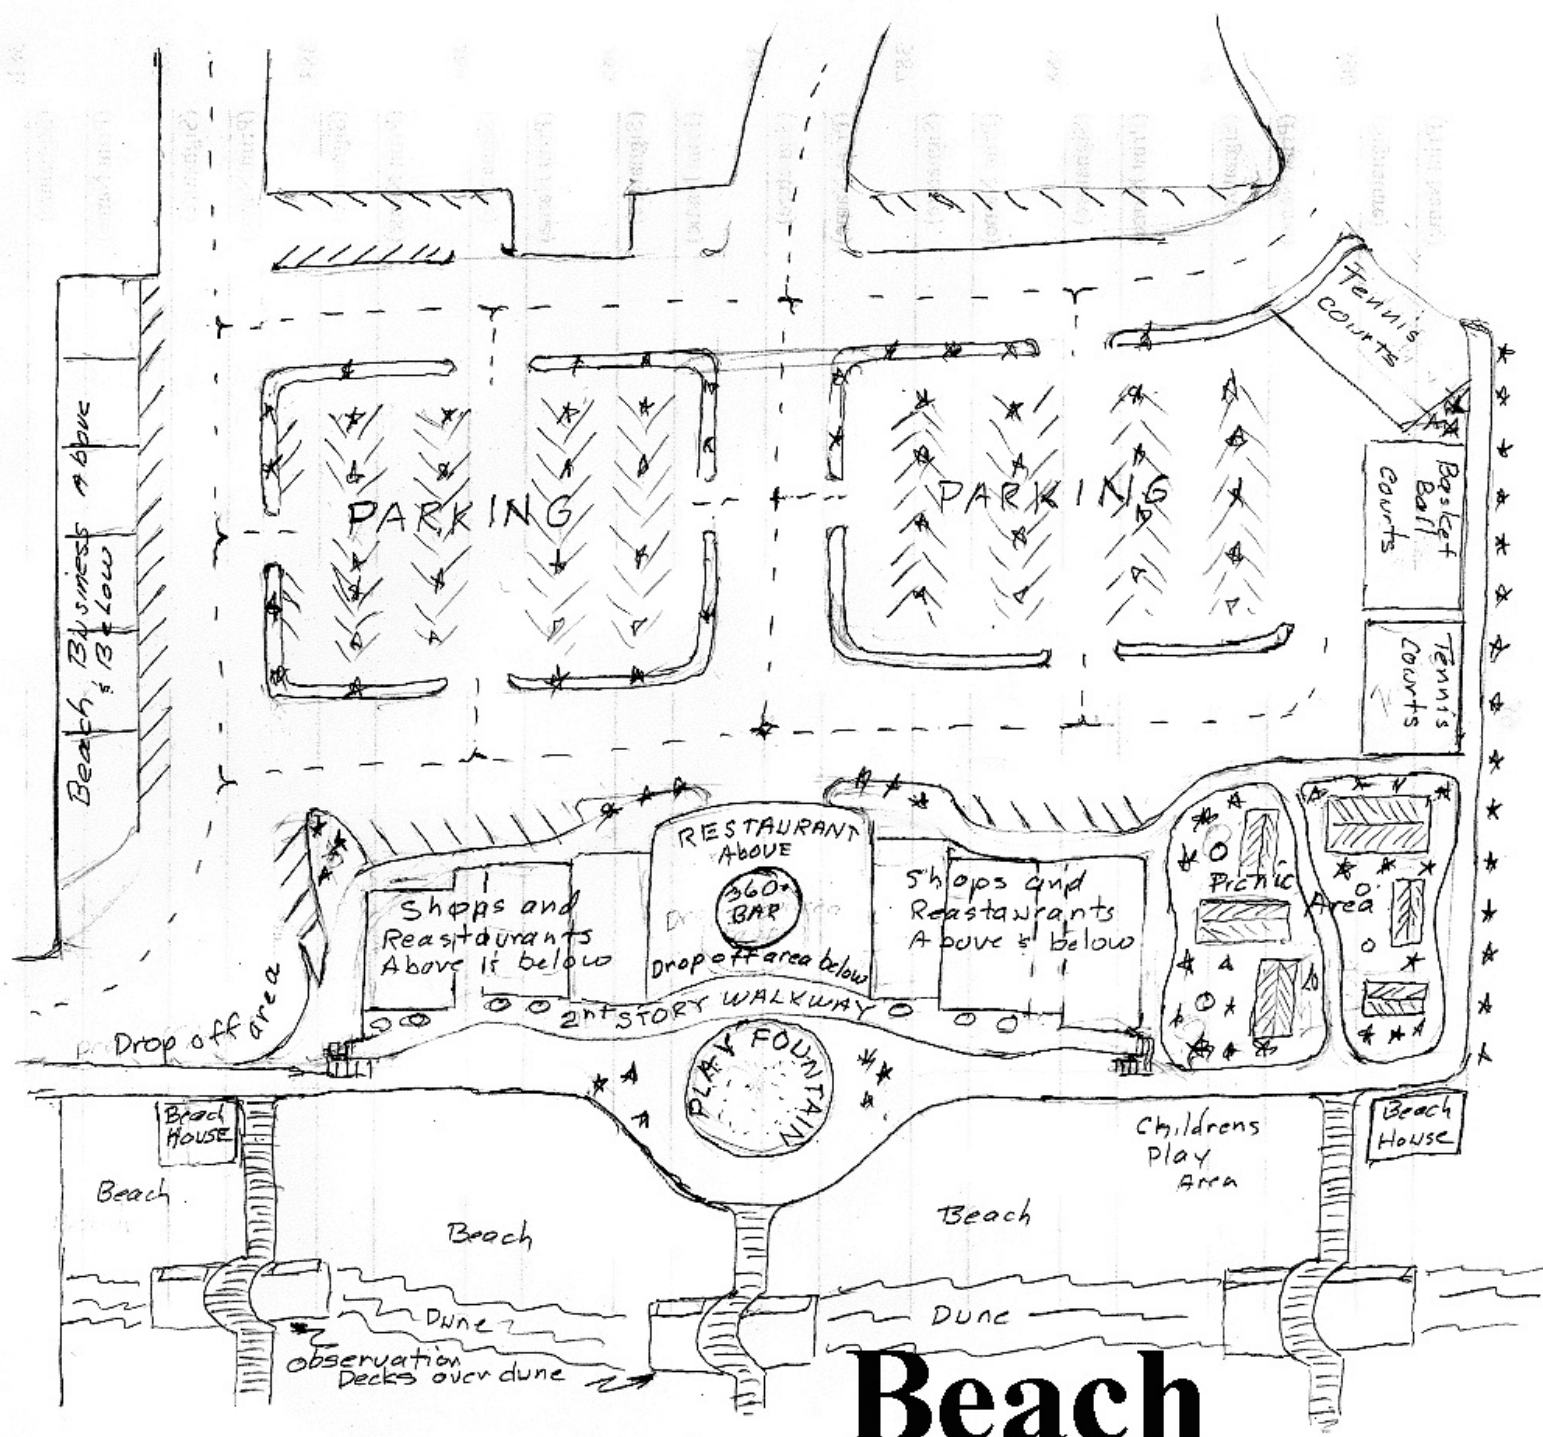 Tennis
Courts
Beach Business Above
& Below
PARKING
PARKING
Basket
Ball
Courts
Tennis
Courts
RESTAURANT
ABOVE
360°
BAR
Drop off area below
Shops and
Reastaurants
Above & below
Shops and
Reastaurants
Above & below
Picnic
Area
2nd STORY WALKWAY
Drop off area
PLAY FOUNTAIN
Beach
HOUSE
Childrens
Play
Area
Beach
House
Beach
Beach
Beach
Dune
Dune
Observation
Decks over dune
Beach